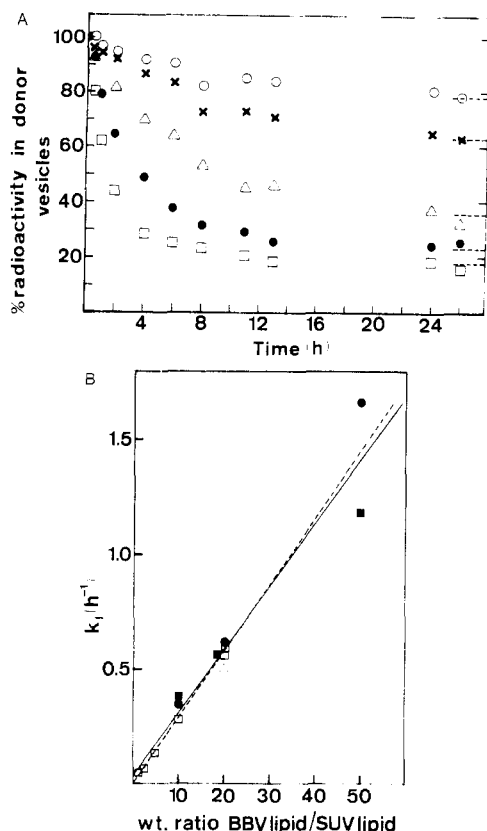 A
100
80
60
40
20
% radioactivity in donor
vesicles
4
8
12
16
20
24
Time (h)
B
1.5
1.0
0.5
k₁ (h⁻¹)
10
20
30
40
50
wt. ratio BBV lipid/SUV lipid